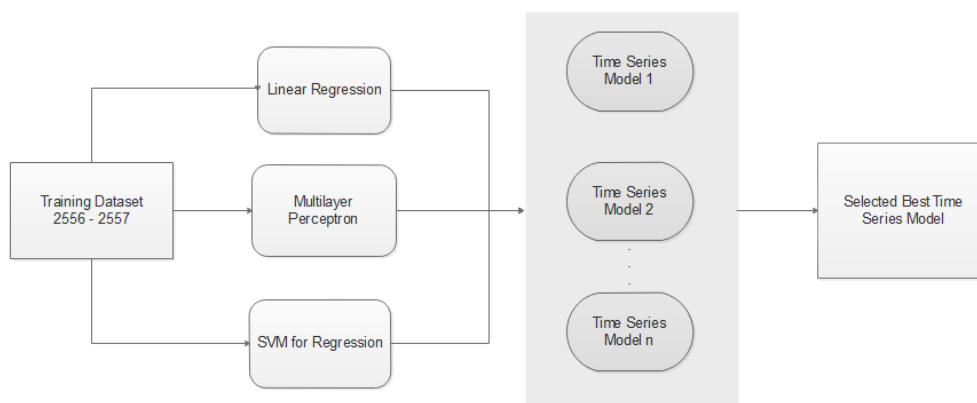 Training Dataset
2556 - 2557
Linear Regression
Multilayer
Perceptron
SVM for Regression
Time Series
Model 1
Time Series
Model 2
.
.
.
Time Series
Model n
Selected Best Time
Series Model